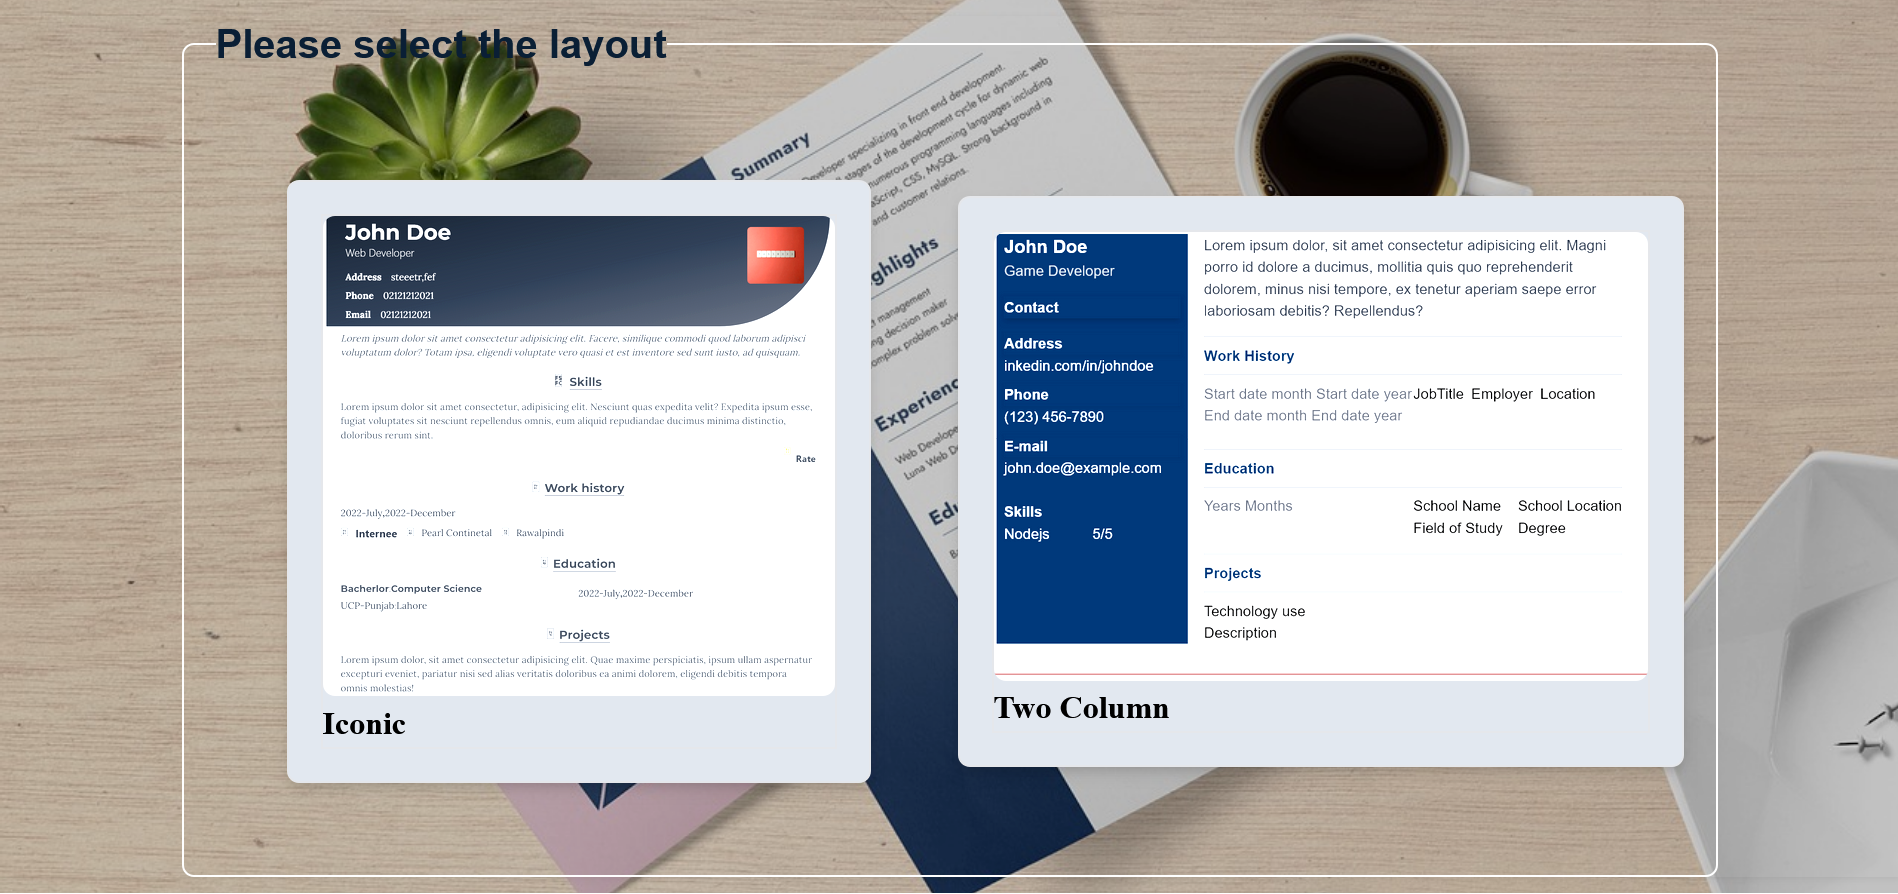 Please select the layout
Summary
Developer specializing in front end development.
stages of the development cycle for dynamic web
numerous programming languages including
CSS, MySQL. Strong background in
and customer relations.
management
decision maker
complex problem
Experienc
Web Develope
Luna Web D
John Doe
Web Developer
Address steeetr,fef
Phone 02121212021
Email 02121212021
Lorem ipsum dolor sit amet consectetur adipisicing elit. Facere, similique commodi quod laborum adipisci
voluptatum dolor? Totam ipsa, eligendi voluptate vero quasi et est inventore sed sunt iusto, ad quisquam.
Skills
Lorem ipsum dolor sit amet consectetur, adipisicing elit. Nesciunt quas expedita velit? Expedita ipsum esse,
fugiat voluptates sit nesciunt repellendus omnis, eum aliquid repudiandae ducimus minima distinctio,
doloribus rerum sint.
Rate
Work history
2022-July,2022-December
Internee Pearl Continetal Rawalpindi
Education
Bacherlor Computer Science
2022-July,2022-December
UCP-Punjab:Lahore
Projects
Lorem ipsum dolor, sit amet consectetur adipisicing elit. Quae maxime perspiciatis, ipsum ullam aspernatur
excepturi eveniet, pariatur nisi sed alias veritatis doloribus ea animi dolorem, eligendi debitis tempora
omnis molestias!
Iconic
John Doe
Game Developer
Contact
Address
inkedin.com/in/johndoe
Phone
(123) 456-7890
E-mail
john.doe@example.com
Skills
Nodejs 5/5
Lorem ipsum dolor, sit amet consectetur adipisicing elit. Magni
porro id dolore a ducimus, mollitia quis quo reprehenderit
dolorem, minus nisi tempore, ex tenetur aperiam saepe error
laboriosam debitis? Repellendus?
Work History
Start date month Start date year JobTitle Employer Location
End date month End date year
Education
Years Months School Name School Location
Field of Study Degree
Projects
Technology use
Description
Two Column